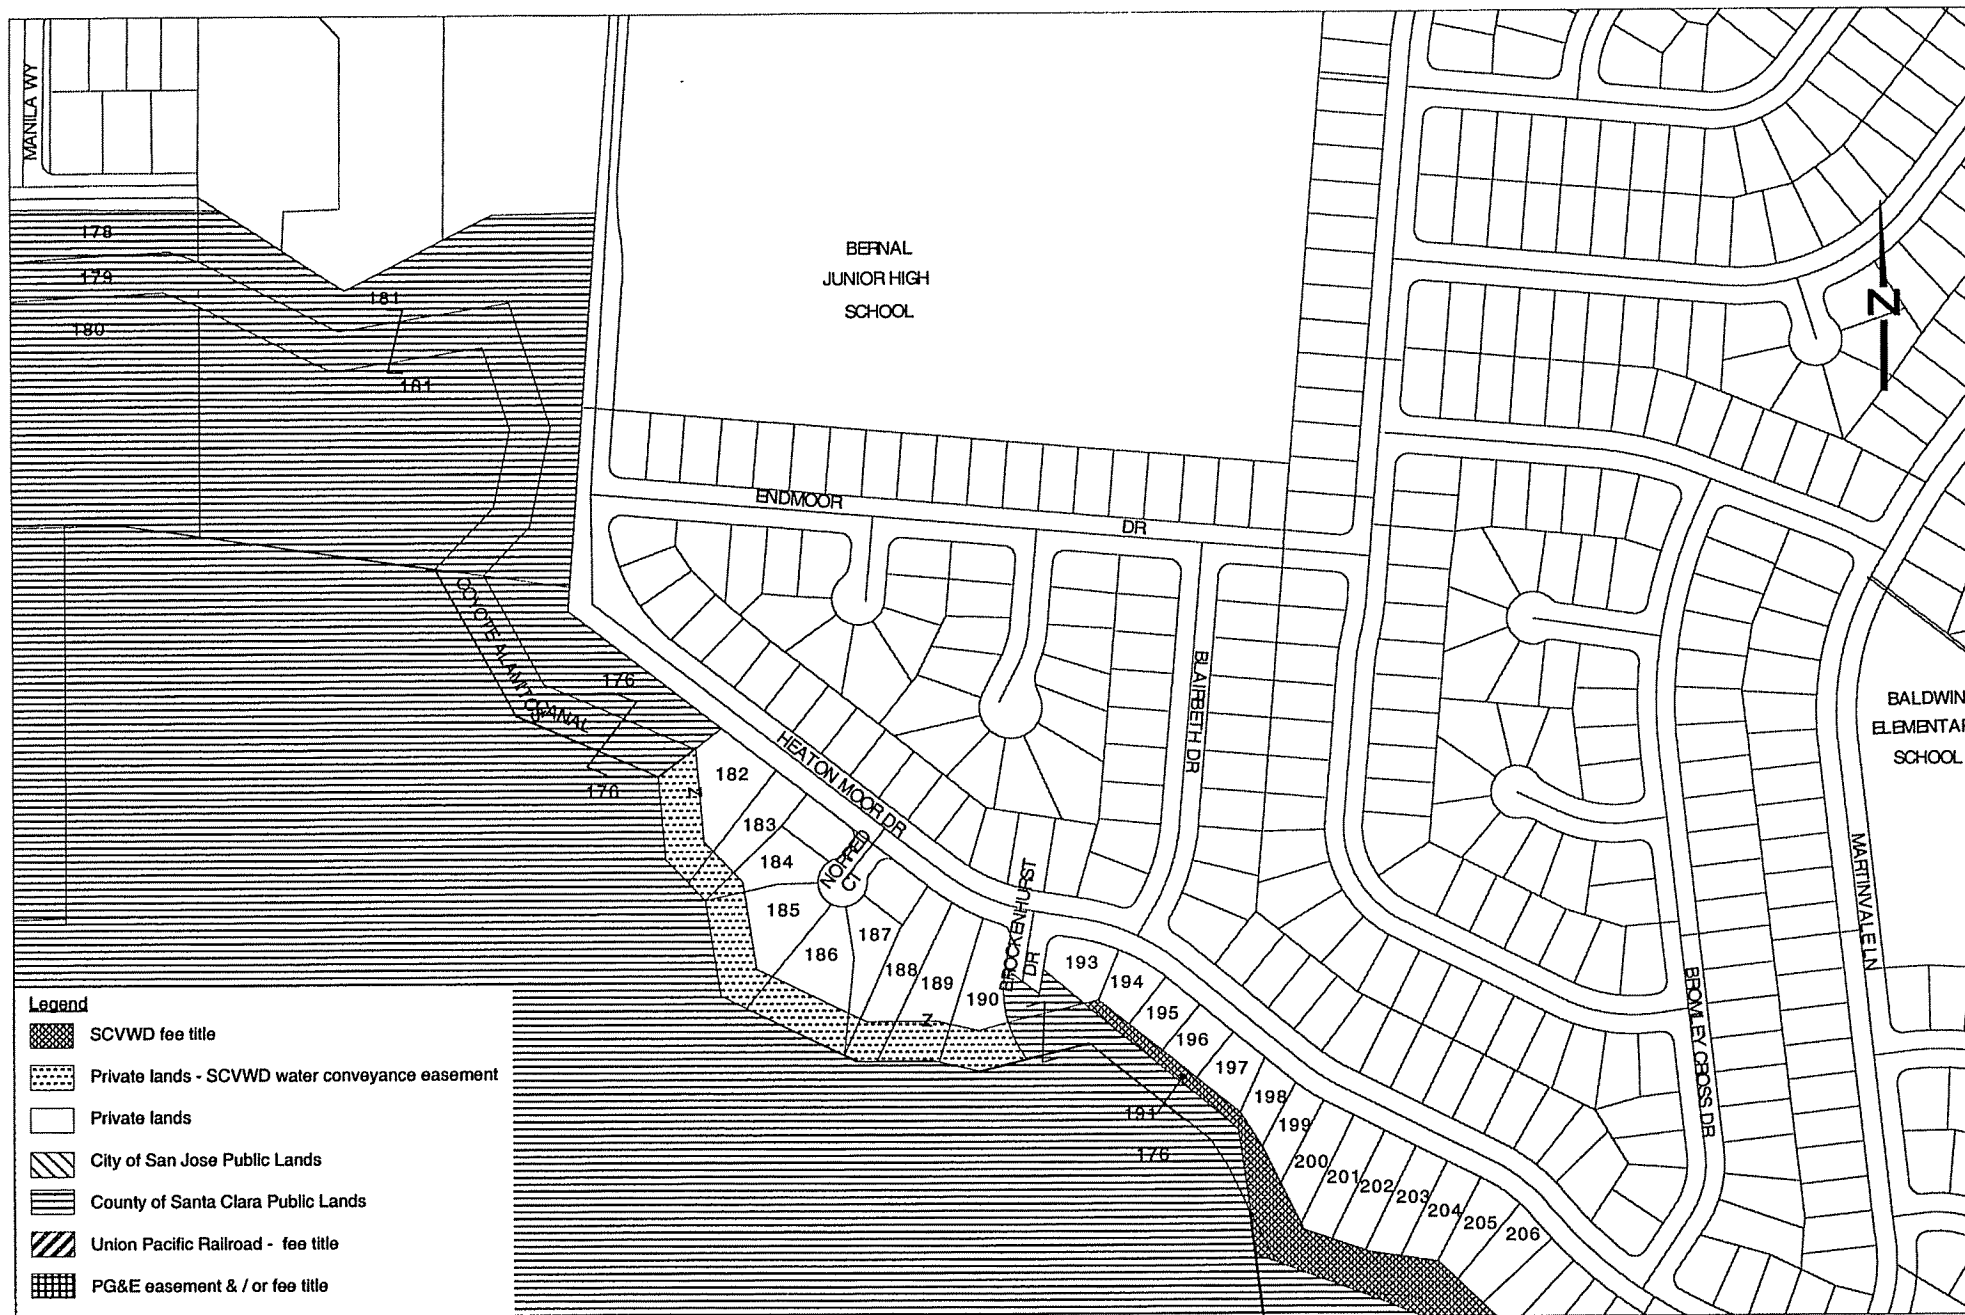 MANILA WY
178
179
180
181
181
BERNAL
JUNIOR HIGH
SCHOOL
Z
ENDMOOR
DR
COYOTE ALAMITOS
CANAL
176
176
HEATON MOOR DR
BLAIRBETH DR
BALDWIN
ELEMENTAR
SCHOOL
182
Z
183
184
NORRED
CT
185
186
187
188
189
190
Z
BROCKENHURST
DR
193
194
195
196
197
198
199
200
201
202
203
204
205
206
191
176
MARTINVALE LN
BROMLEY CROSS DR
Legend
SCVWD fee title
Private lands - SCVWD water conveyance easement
Private lands
City of San Jose Public Lands
County of Santa Clara Public Lands
Union Pacific Railroad - fee title
PG&E easement & / or fee title